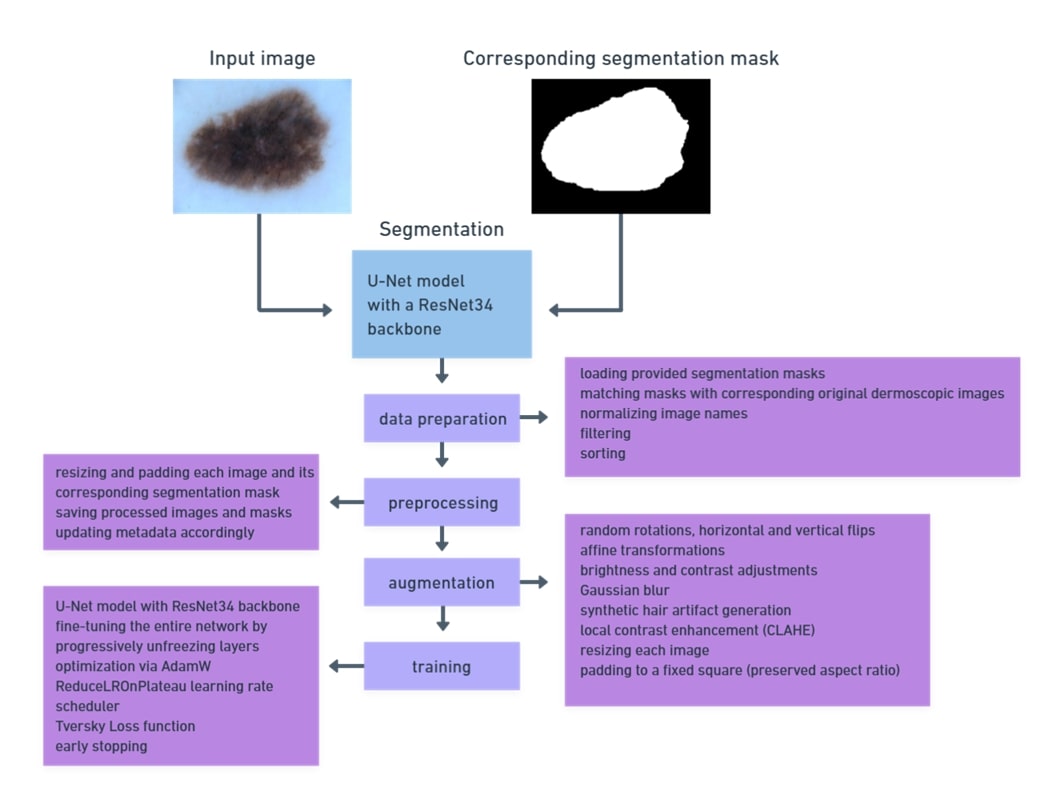 Input image
Corresponding segmentation mask
Segmentation
U-Net model
with a ResNet34
backbone
data preparation
loading provided segmentation masks
matching masks with corresponding original dermoscopic images
normalizing image names
filtering
sorting
preprocessing
resizing and padding each image and its
corresponding segmentation mask
saving processed images and masks
updating metadata accordingly
augmentation
random rotations, horizontal and vertical flips
affine transformations
brightness and contrast adjustments
Gaussian blur
synthetic hair artifact generation
local contrast enhancement (CLAHE)
resizing each image
padding to a fixed square (preserved aspect ratio)
training
U-Net model with ResNet34 backbone
fine-tuning the entire network by
progressively unfreezing layers
optimization via AdamW
ReduceLROnPlateau learning rate
scheduler
Tversky Loss function
early stopping